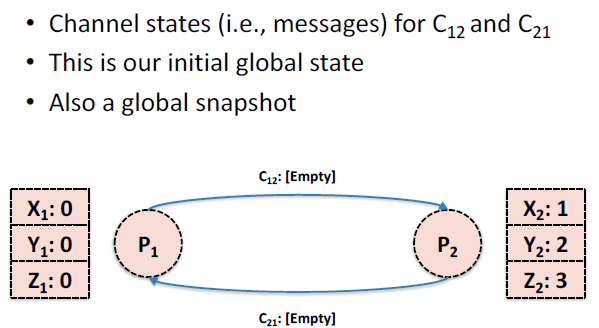 • Channel states (i.e., messages) for C12 and C21
• This is our initial global state
• Also a global snapshot
C12: [Empty]
X1: 0
Y1: 0
Z1: 0
P1
P2
X2: 1
Y2: 2
Z2: 3
C21: [Empty]